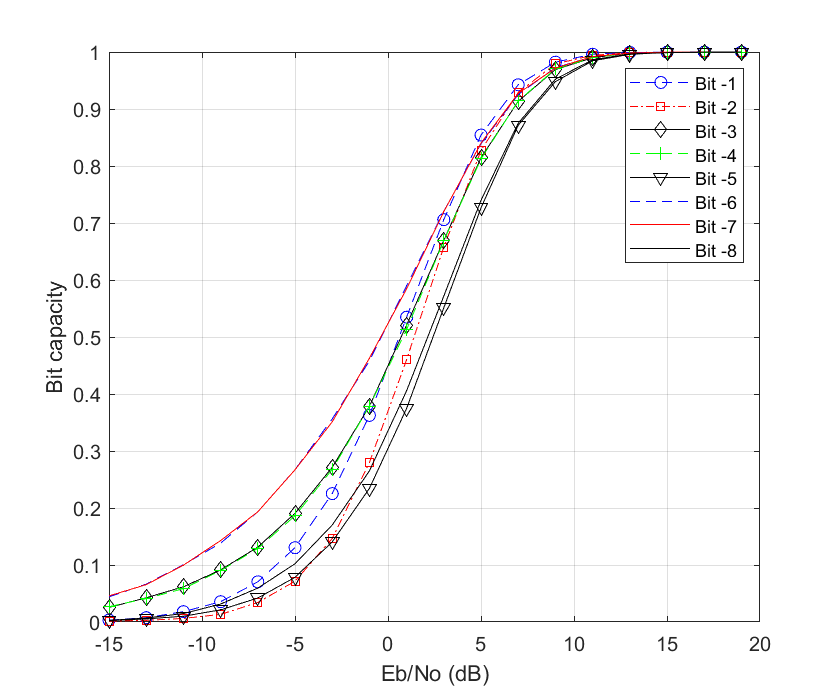 1
0.9
0.8
0.7
0.6
0.5
0.4
0.3
0.2
0.1
0
Bit capacity
-15 -10 -5 0 5 10 15 20
Eb/No (dB)
Bit -1
Bit -2
Bit -3
Bit -4
Bit -5
Bit -6
Bit -7
Bit -8